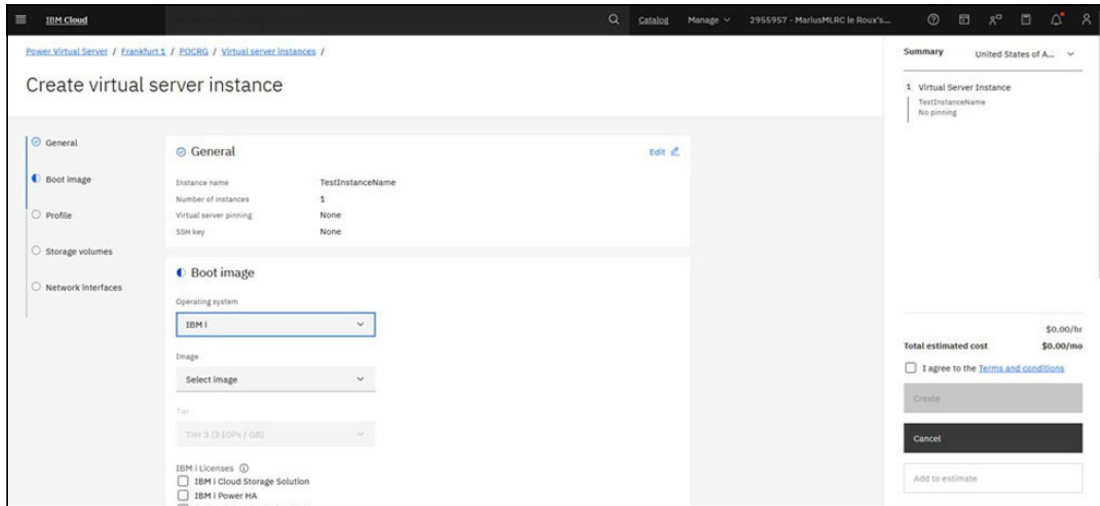 IBM Cloud
Catalog
Manage
2955957 - MariusMLRC le Roux's...
Power Virtual Server / Frankfurt 1 / POCRG / Virtual server instances /
Create virtual server instance
General
Boot image
Profile
Storage volumes
Network interfaces
General
Edit
Instance name TestInstanceName
Number of instances 1
Virtual server pinning None
SSH key None
Boot image
Operating system
IBM i
Image
Select image
Tier
Tier 3 (3 IOPs / GB)
IBM i Licenses
IBM i Cloud Storage Solution
IBM i Power HA
Summary
United States of A...
1 Virtual Server Instance
TestInstanceName
No pinning
$0.00/hr
Total estimated cost $0.00/mo
I agree to the Terms and conditions
Create
Cancel
Add to estimate